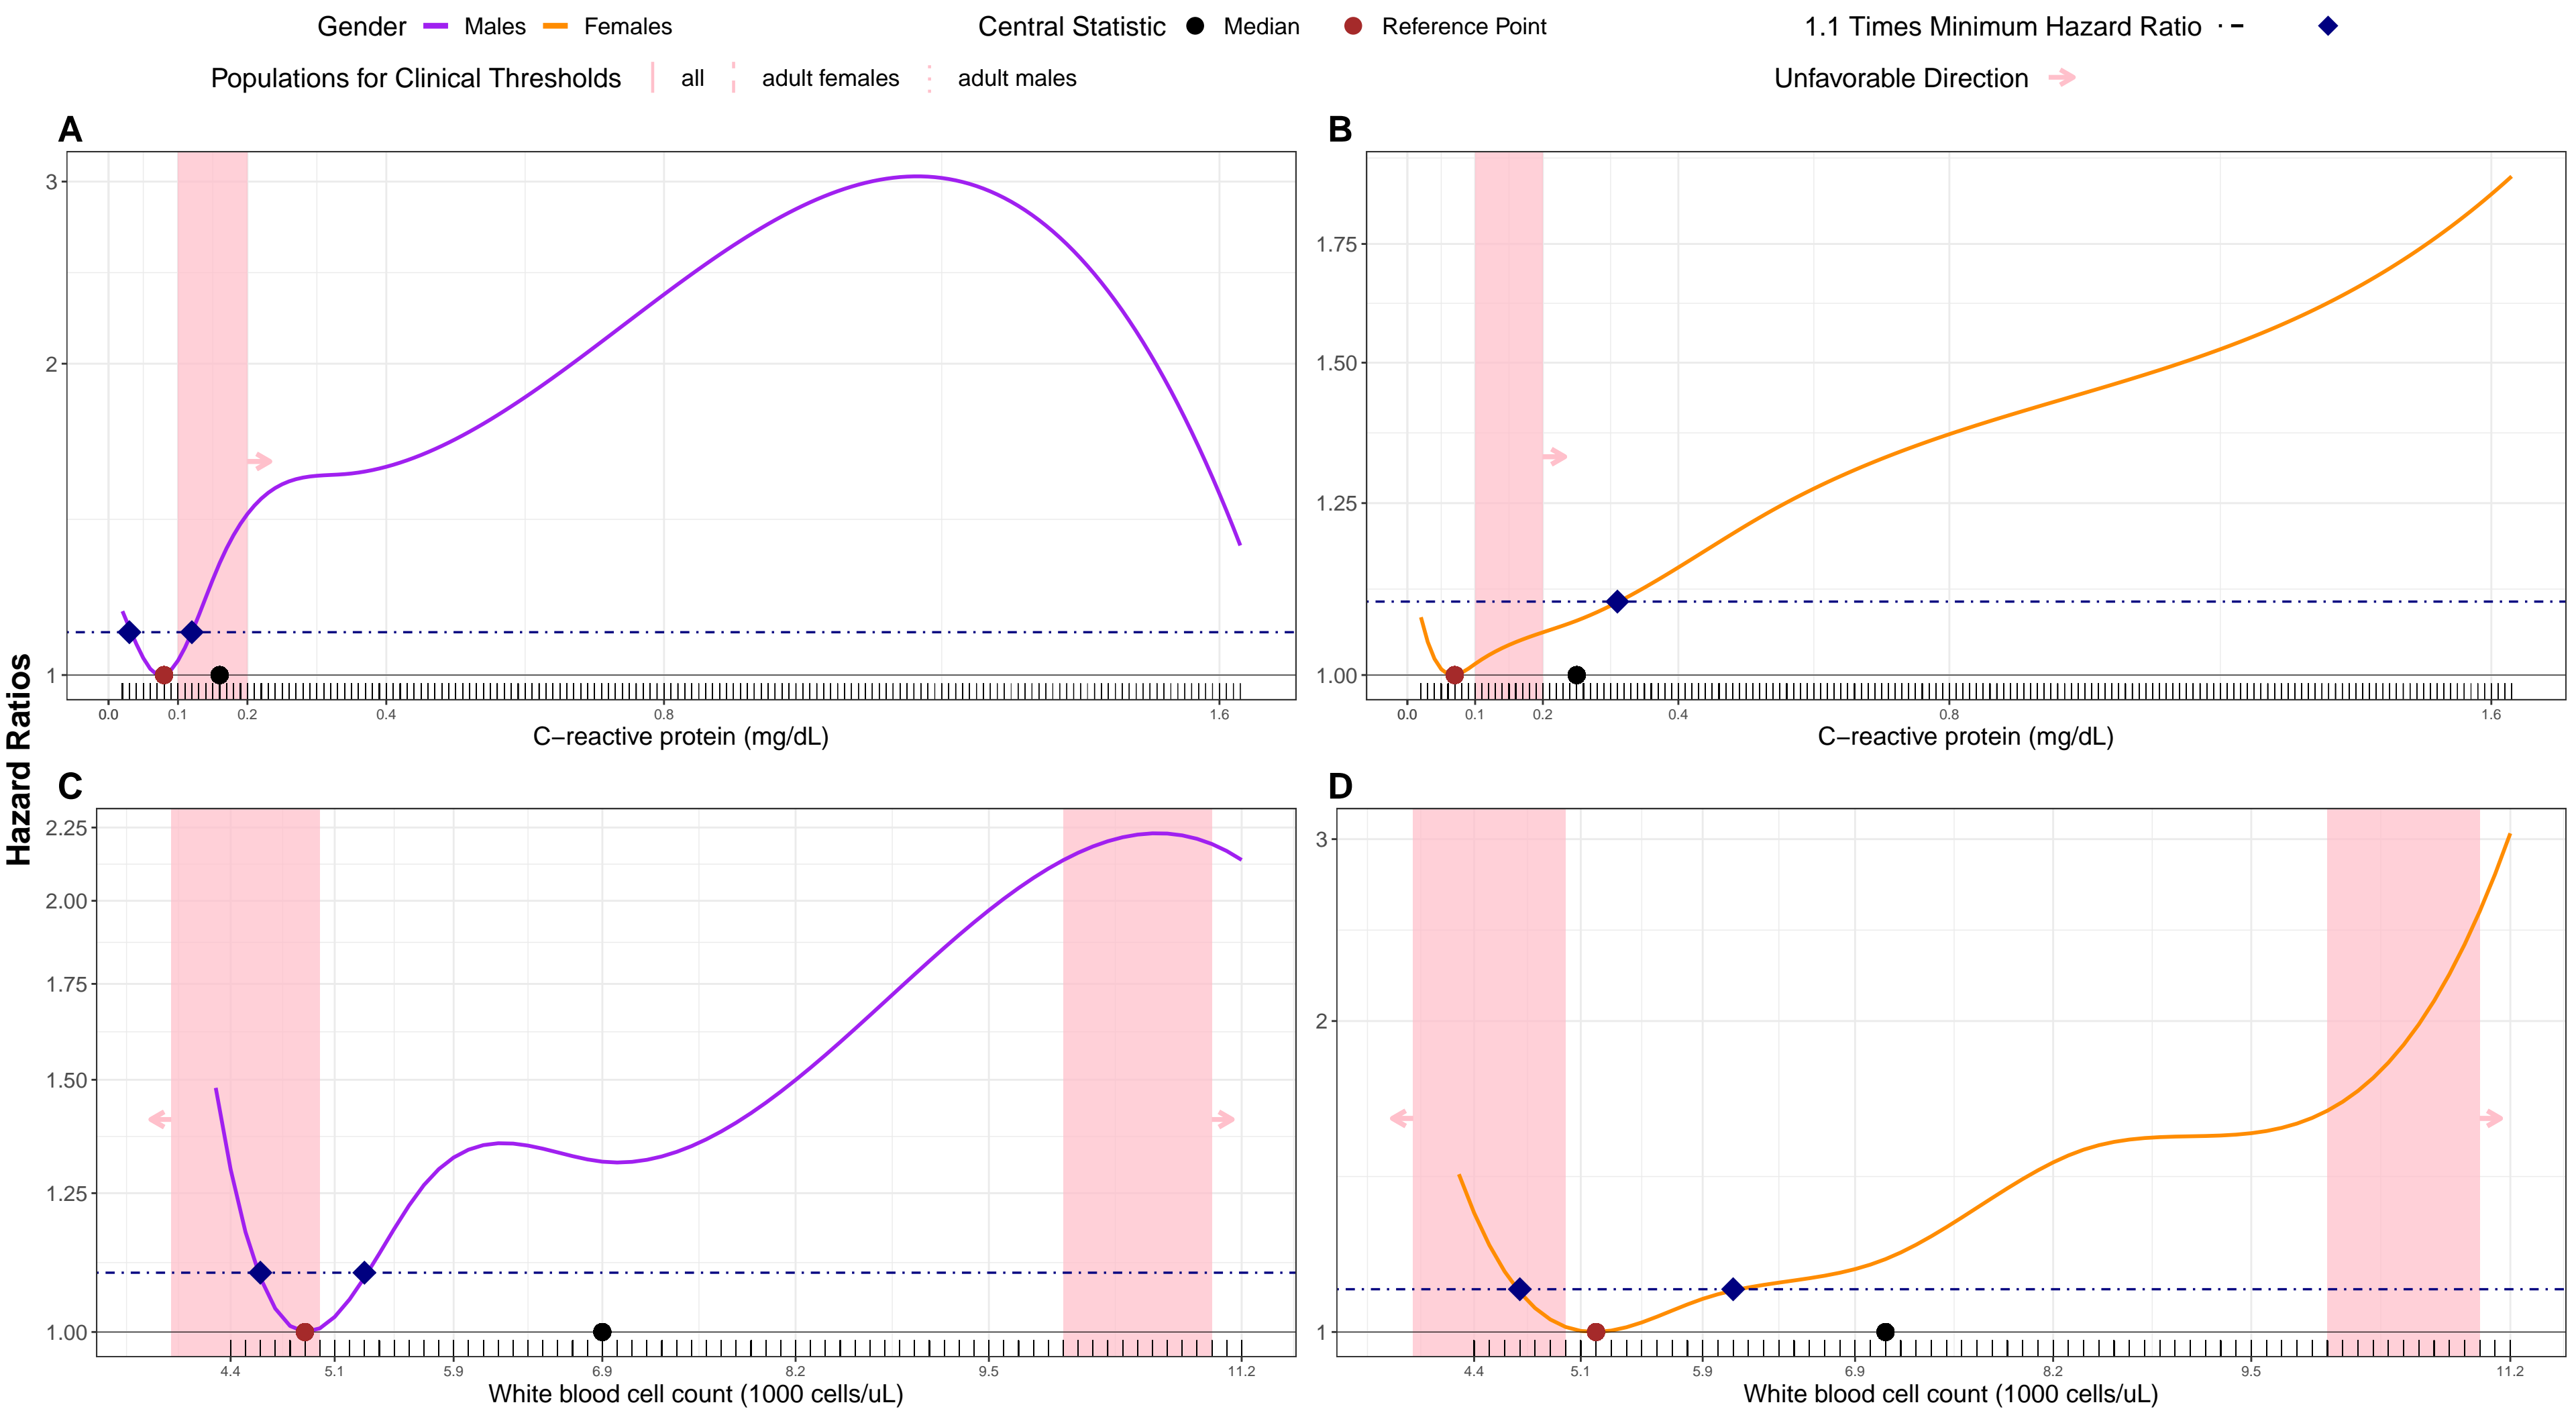 Gender Males Females Central Statistic Median Reference Point 1.1 Times Minimum Hazard Ratio
Populations for Clinical Thresholds all adult females adult males Unfavorable Direction
Hazard Ratios
A
3
2
1
0.0 0.1 0.2 0.4 0.8 1.6
C−reactive protein (mg/dL)
B
1.75
1.50
1.25
1.00
0.0 0.1 0.2 0.4 0.8 1.6
C−reactive protein (mg/dL)
C
2.25
2.00
1.75
1.50
1.25
1.00
4.4 5.1 5.9 6.9 8.2 9.5 11.2
White blood cell count (1000 cells/uL)
D
3
2
1
4.4 5.1 5.9 6.9 8.2 9.5 11.2
White blood cell count (1000 cells/uL)